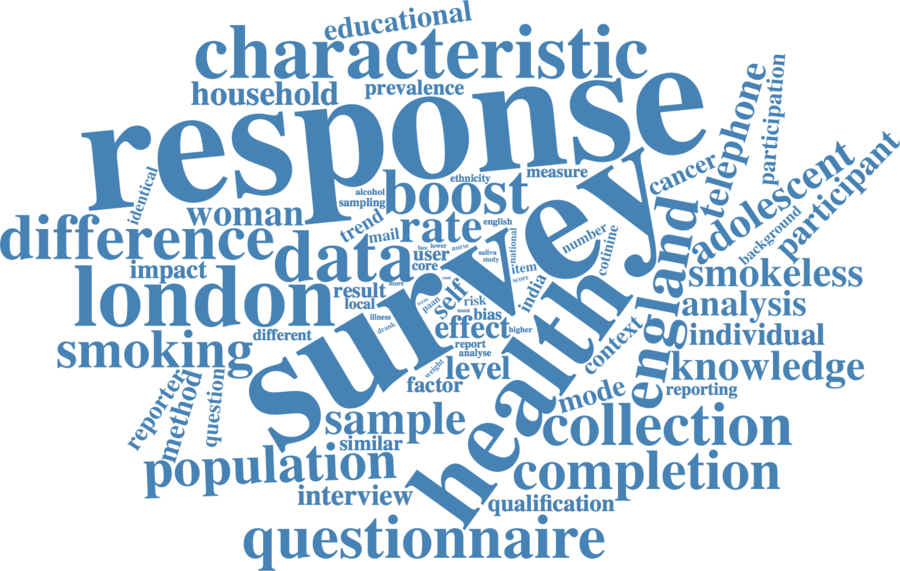 educational
characteristic
household
prevalence
response
telephone
participation
identical
alcohol
ethnicity
measure
cancer
sampling
boost
adolescent
participant
woman
trend
mail
rate
english
national
number
cotinine
background
difference
data
face
lower
nurse
user
core
saliva
study
item
score
survey
health
england
smokeless
impact
london
result
local
more
self
paan
risk
must
bias
india
analysis
illness
drank
effect
higher
context
individual
smoking
different
report
analyse
weight
level
factor
knowledge
reporter
method
question
mode
reporting
sample
similar
collection
population
completion
interview
qualification
questionnaire